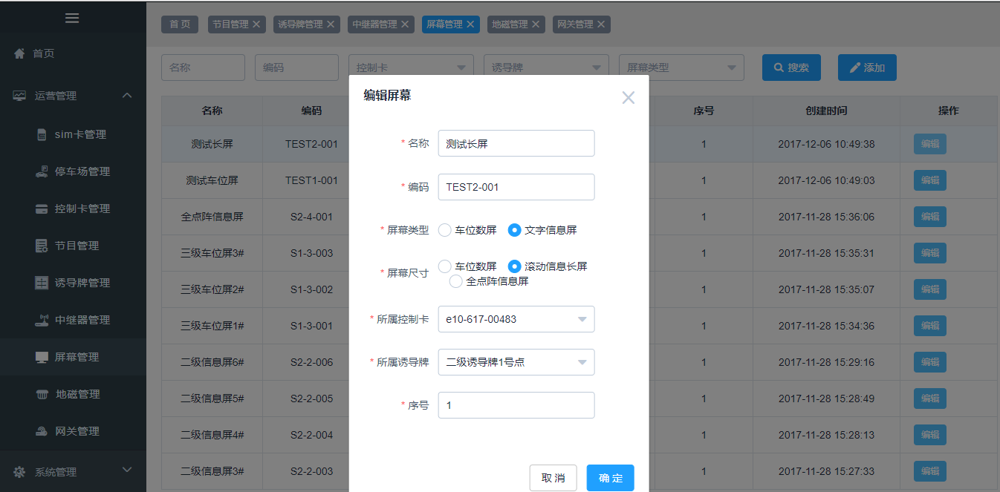 首 页 节目管理 诱导牌管理 中继器管理 屏幕管理 地磁管理 网关管理
首页
运营管理
sim卡管理
停车场管理
控制卡管理
节目管理
诱导牌管理
中继器管理
屏幕管理
地磁管理
网关管理
系统管理
名称 编码 控制卡 诱导牌 屏幕类型 搜索 添加
名称 编码 序号 创建时间 操作
测试长屏 TEST2-001 1 2017-12-06 10:49:38 编辑
测试车位屏 TEST1-001 1 2017-12-06 10:49:03 编辑
全点阵信息屏 S2-4-001 1 2017-11-28 15:36:06 编辑
三级车位屏3# S1-3-003 1 2017-11-28 15:35:31 编辑
三级车位屏2# S1-3-002 1 2017-11-28 15:35:07 编辑
三级车位屏1# S1-3-001 1 2017-11-28 15:34:36 编辑
二级信息屏6# S2-2-006 1 2017-11-28 15:29:16 编辑
二级信息屏5# S2-2-005 1 2017-11-28 15:28:49 编辑
二级信息屏4# S2-2-004 1 2017-11-28 15:28:13 编辑
二级信息屏3# S2-2-003 1 2017-11-28 15:27:33 编辑
编辑屏幕
* 名称 测试长屏
* 编码 TEST2-001
* 屏幕类型 车位数屏 文字信息屏
* 屏幕尺寸 车位数屏 滚动信息长屏
全点阵信息屏
* 所属控制卡 e10-617-00483
* 所属诱导牌 二级诱导牌1号点
* 序号 1
取 消 确 定